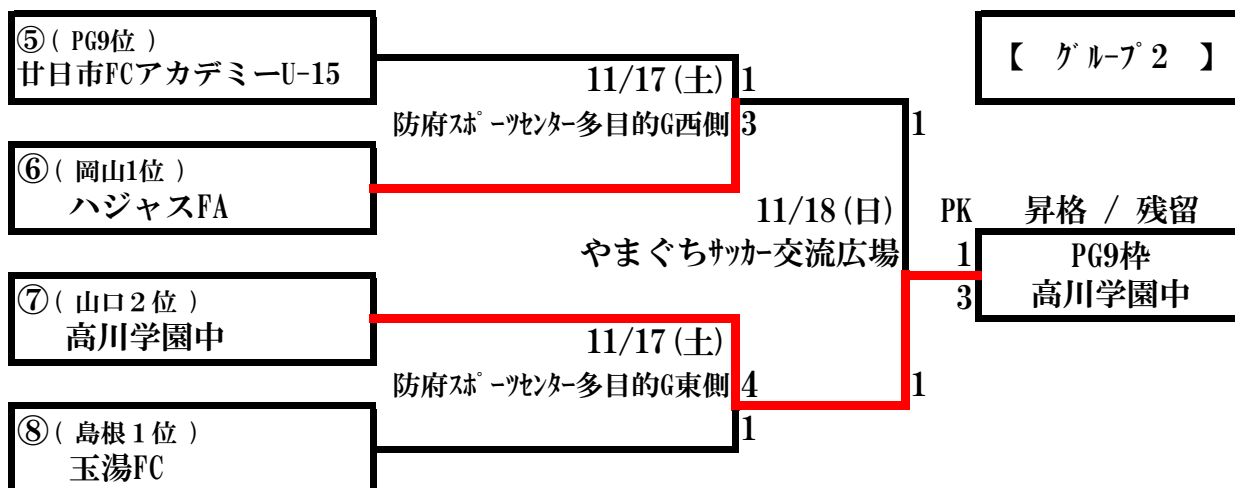 ⑤( PG9位 )
廿日市FCアカデミーU-15
【 ｸﾞﾙｰﾌﾟ2 】
11/17(土) 1
防府ｽﾎﾟｰﾂｾﾝﾀｰ多目的G西側 3
1
⑥( 岡山1位 )
ハジャスFA
11/18(日) PK 昇格 / 残留
やまぐちｻｯｶｰ交流広場 1
PG9枠
3
高川学園中
⑦( 山口２位 )
高川学園中
11/17(土)
防府ｽﾎﾟｰﾂｾﾝﾀｰ多目的G東側 4
1
1
⑧( 島根１位 )
玉湯FC